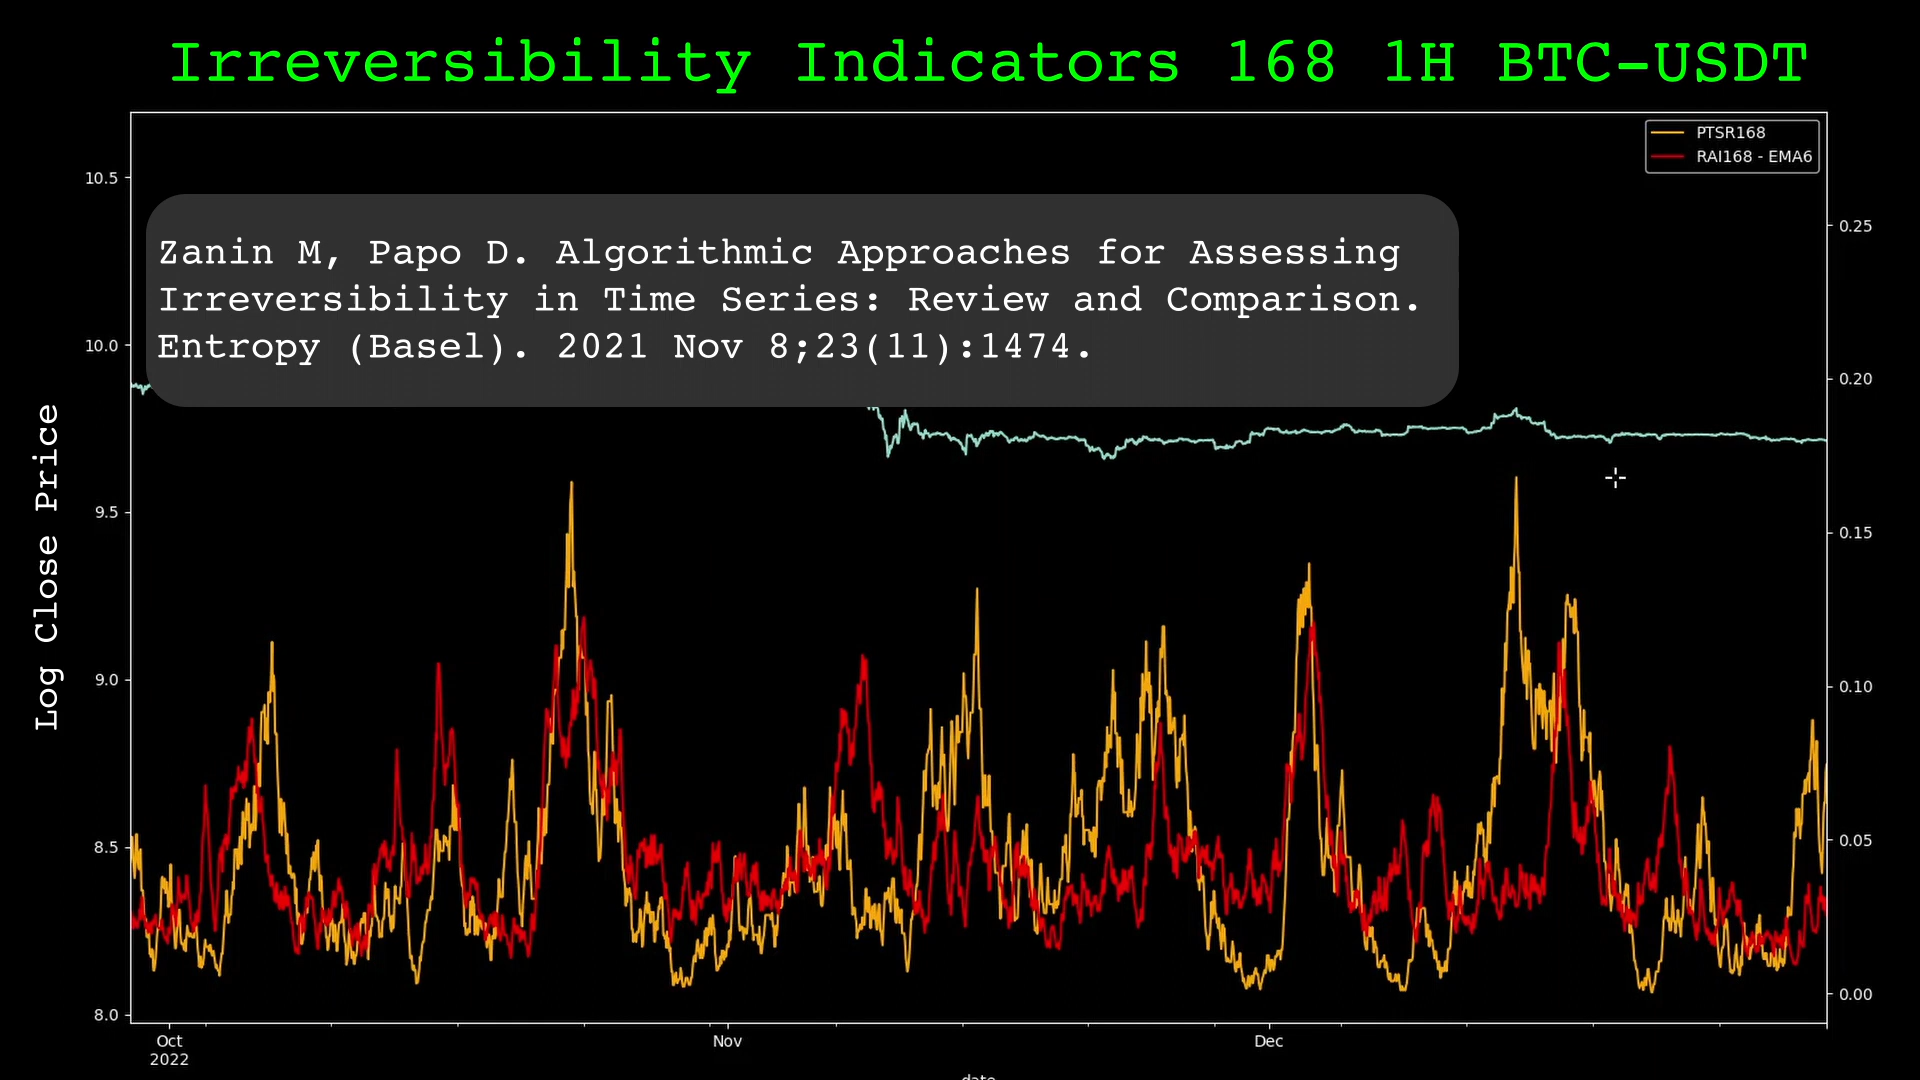 Irreversibility Indicators 168 1H BTC-USDT
PTSR168
RAI168 - EMA6
Zanin M, Papo D. Algorithmic Approaches for Assessing
Irreversibility in Time Series: Review and Comparison.
Entropy (Basel). 2021 Nov 8;23(11):1474.
Log Close Price
10.5
10.0
9.5
9.0
8.5
8.0
0.25
0.20
0.15
0.10
0.05
0.00
Oct
2022
Nov
Dec
date